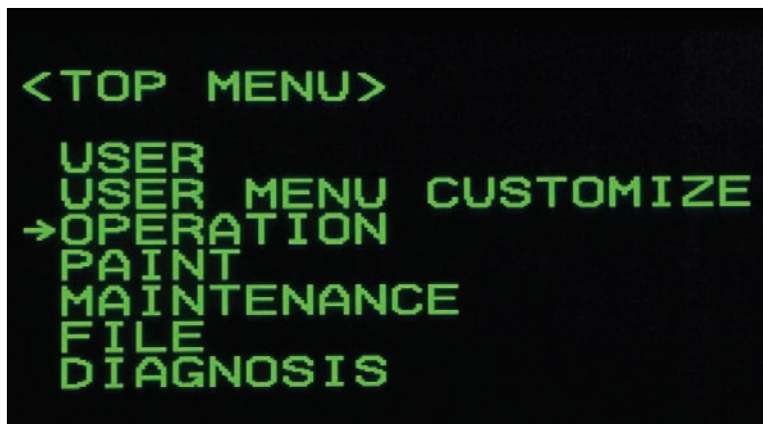 <TOP MENU>
USER
USER MENU CUSTOMIZE
→OPERATION
PAINT
MAINTENANCE
FILE
DIAGNOSIS